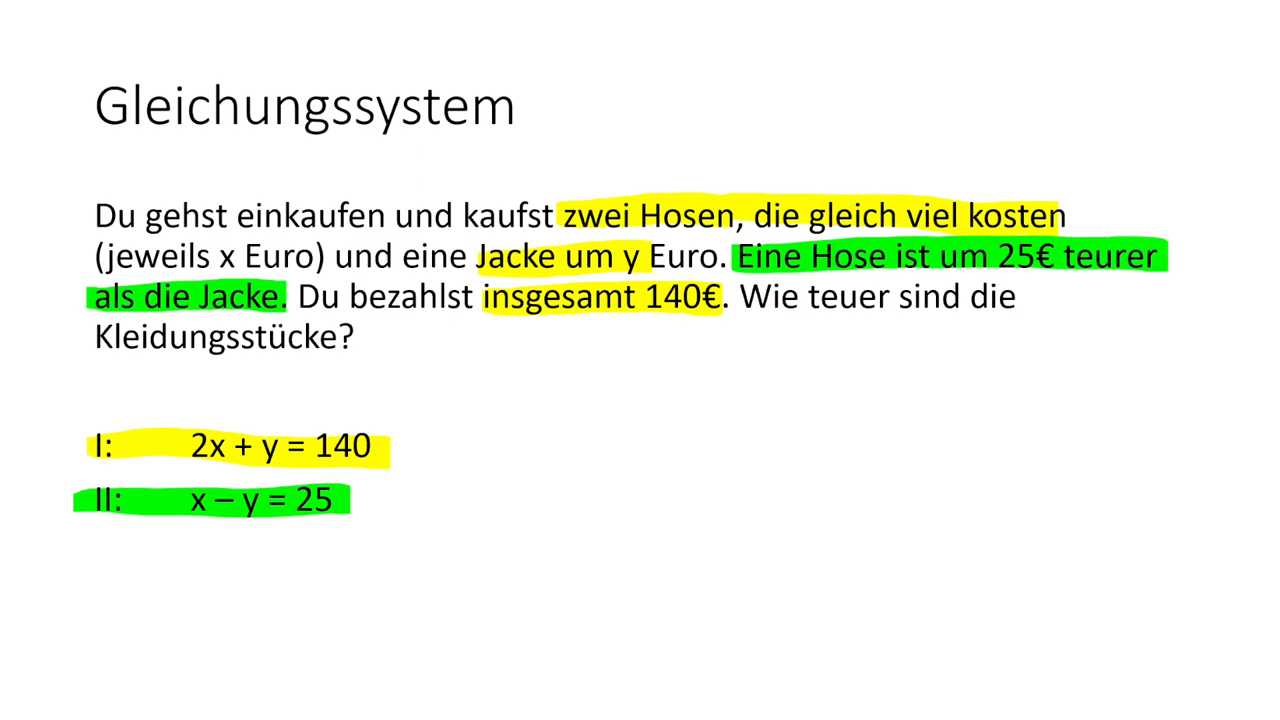 Gleichungssystem
Du gehst einkaufen und kaufst zwei Hosen, die gleich viel kosten
(jeweils x Euro) und eine Jacke um y Euro. Eine Hose ist um 25€ teurer
als die Jacke. Du bezahlst insgesamt 140€. Wie teuer sind die
Kleidungsstücke?
I: 2x + y = 140
II: x – y = 25